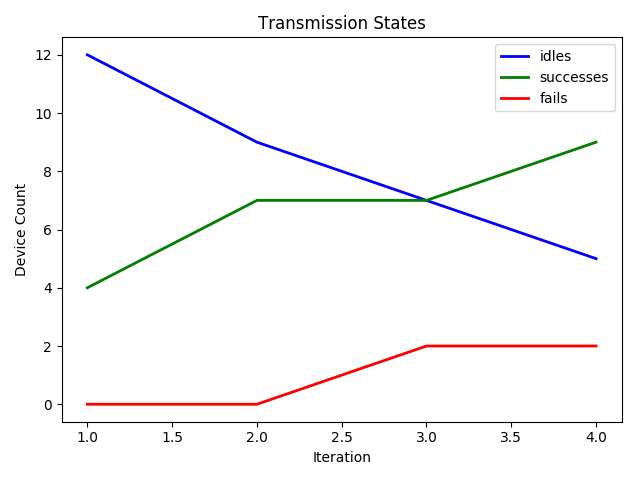 Transmission States
idles
successes
fails
Device Count
12
10
8
6
4
2
0
1.0 1.5 2.0 2.5 3.0 3.5 4.0
Iteration